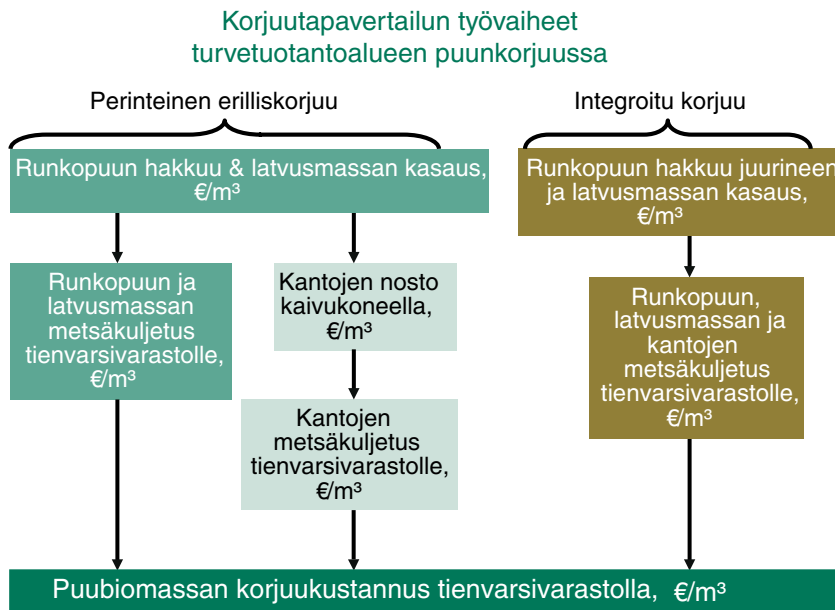 Korjuutapavertailun työvaiheet
turvetuotantoalueen puunkorjuussa
Perinteinen erilliskorjuu
Runkopuun hakkuu & latvusmassan kasaus,
€/m³
Runkopuun ja
latvusmassan
metsäkuljetus
tienvarsivarastolle,
€/m³
Kantojen nosto
kaivukoneella,
€/m³
Kantojen
metsäkuljetus
tienvarsivarastolle,
€/m³
Integroitu korjuu
Runkopuun hakkuu juurineen
ja latvusmassan kasaus,
€/m³
Runkopuun,
latvusmassan ja
kantojen
metsäkuljetus
tienvarsivarastolle,
€/m³
Puubiomassan korjuukustannus tienvarsivarastolla, €/m³